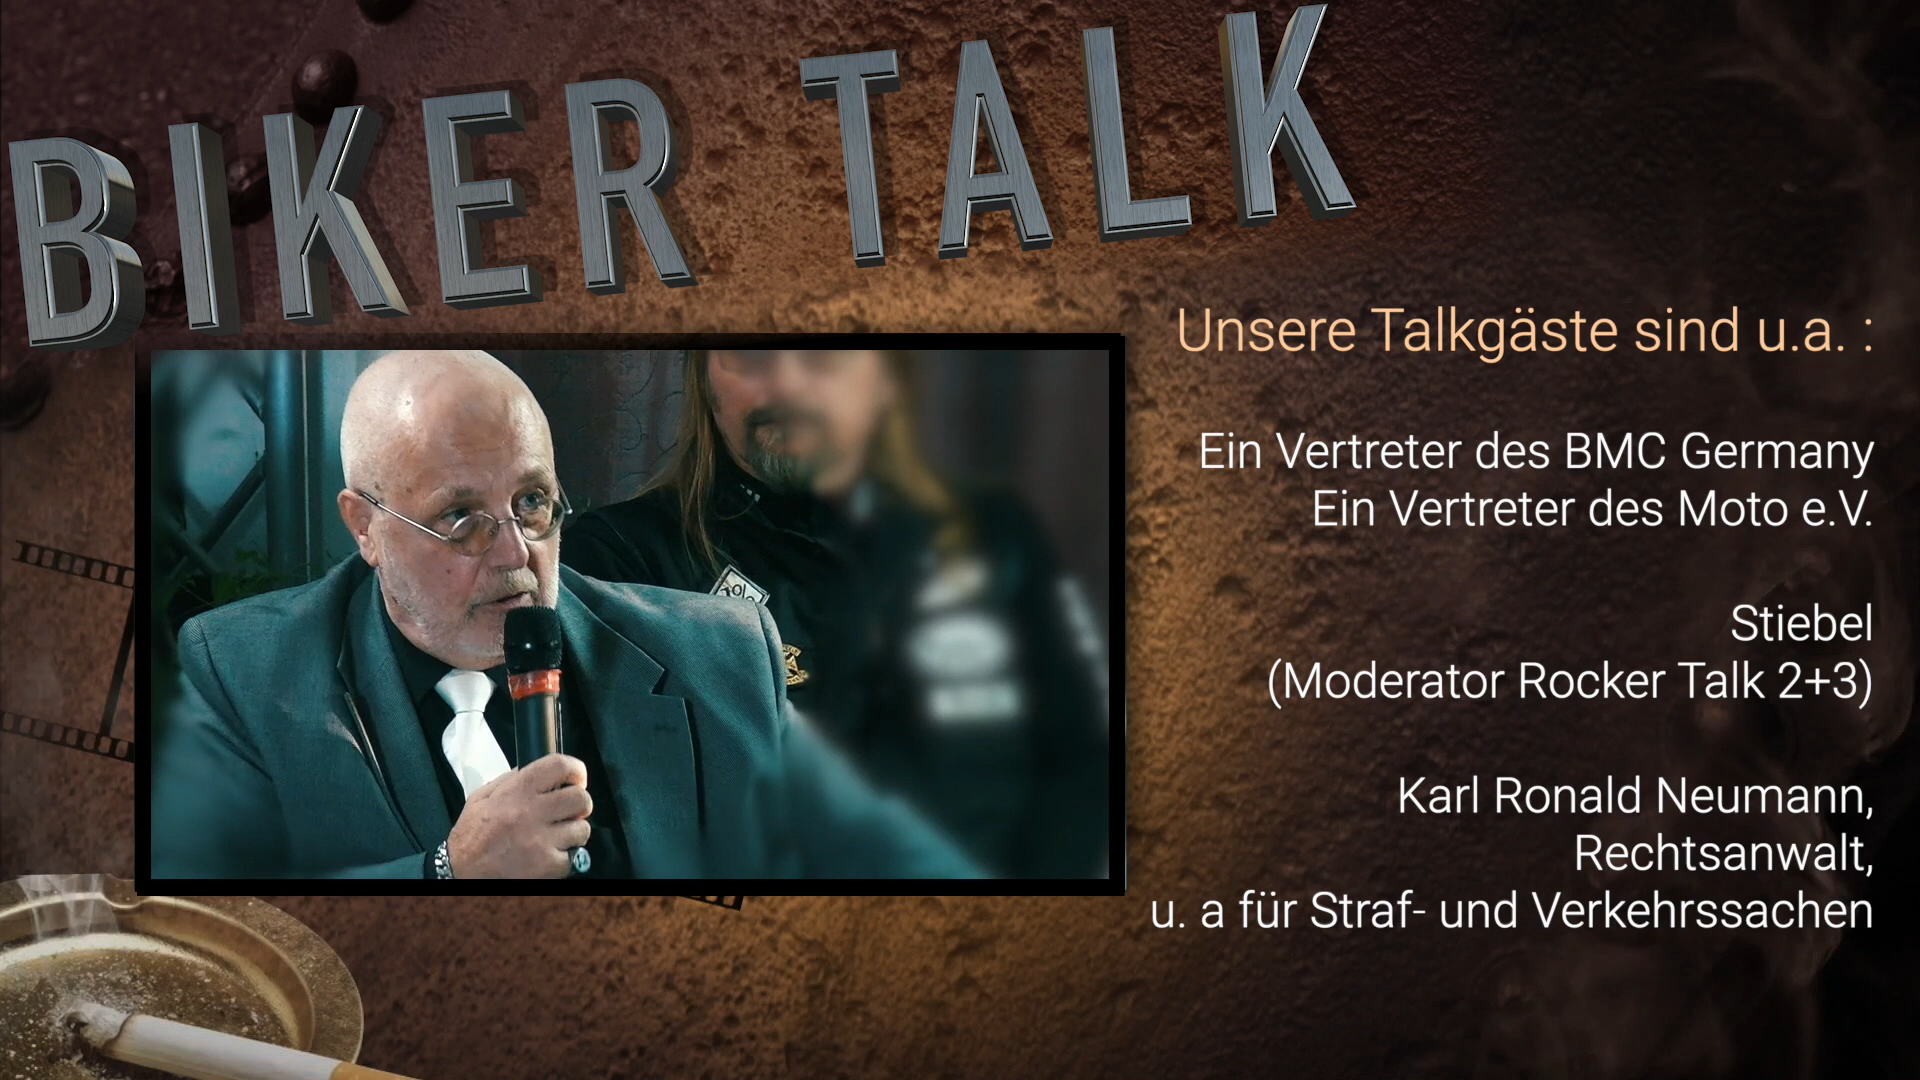 BIKER TALK
Unsere Talkgäste sind u.a. :
Ein Vertreter des BMC Germany
Ein Vertreter des Moto e.V.
Stiebel
(Moderator Rocker Talk 2+3)
Karl Ronald Neumann,
Rechtsanwalt,
u. a für Straf- und Verkehrssachen